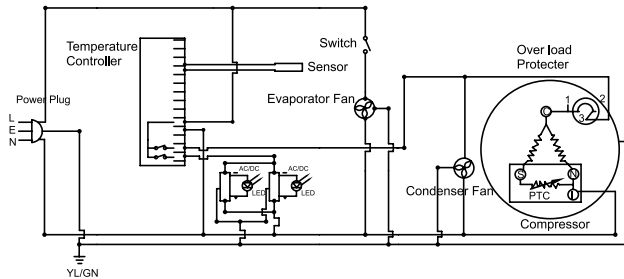 Temperature
Controller
Power Plug
L
E
N
YL/GN
Sensor
Switch
Evaporator Fan
AC/DC
LED
AC/DC
LED
Condenser Fan
Over load
Protecter
1
2
3
C
S
N
PTC
L
Compressor